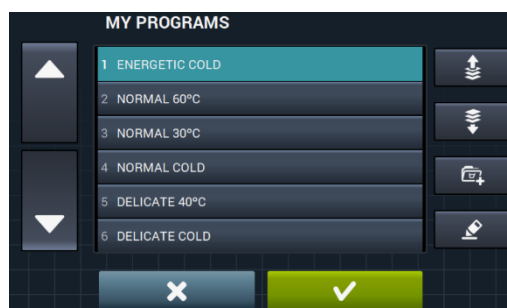 MY PROGRAMS
1 ENERGETIC COLD
2 NORMAL 60ºC
3 NORMAL 30ºC
4 NORMAL COLD
5 DELICATE 40ºC
6 DELICATE COLD